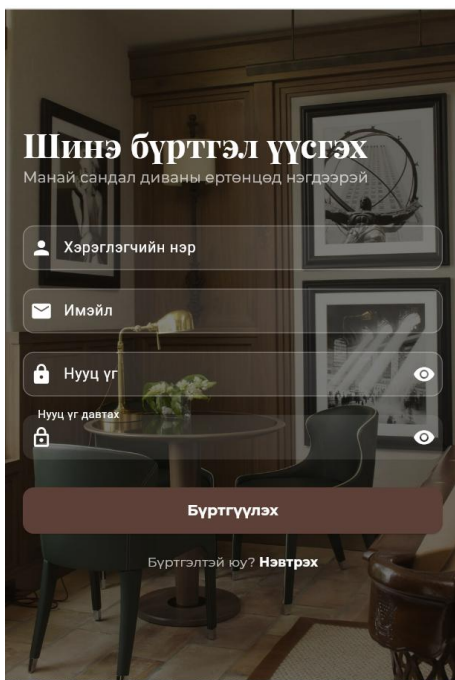 Шинэ бүртгэл үүсгэх
Манай сандал диваны ертөнцөд нэгдээрэй
Хэрэглэгчийн нэр
Имэйл
Нууц үг
Нууц үг давтах
Бүртгүүлэх
Бүртгэлтэй юу? Нэвтрэх